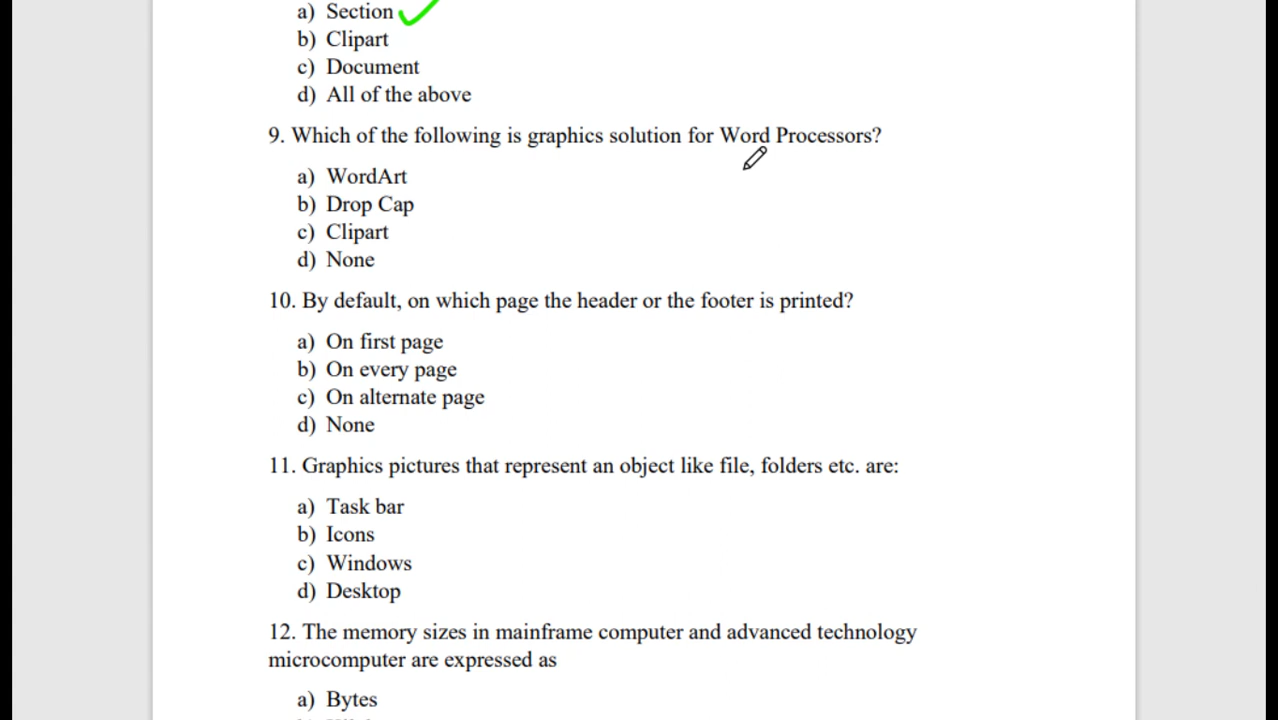 a) Section
b) Clipart
c) Document
d) All of the above
9. Which of the following is graphics solution for Word Processors?
a) WordArt
b) Drop Cap
c) Clipart
d) None
10. By default, on which page the header or the footer is printed?
a) On first page
b) On every page
c) On alternate page
d) None
11. Graphics pictures that represent an object like file, folders etc. are:
a) Task bar
b) Icons
c) Windows
d) Desktop
12. The memory sizes in mainframe computer and advanced technology
microcomputer are expressed as
a) Bytes